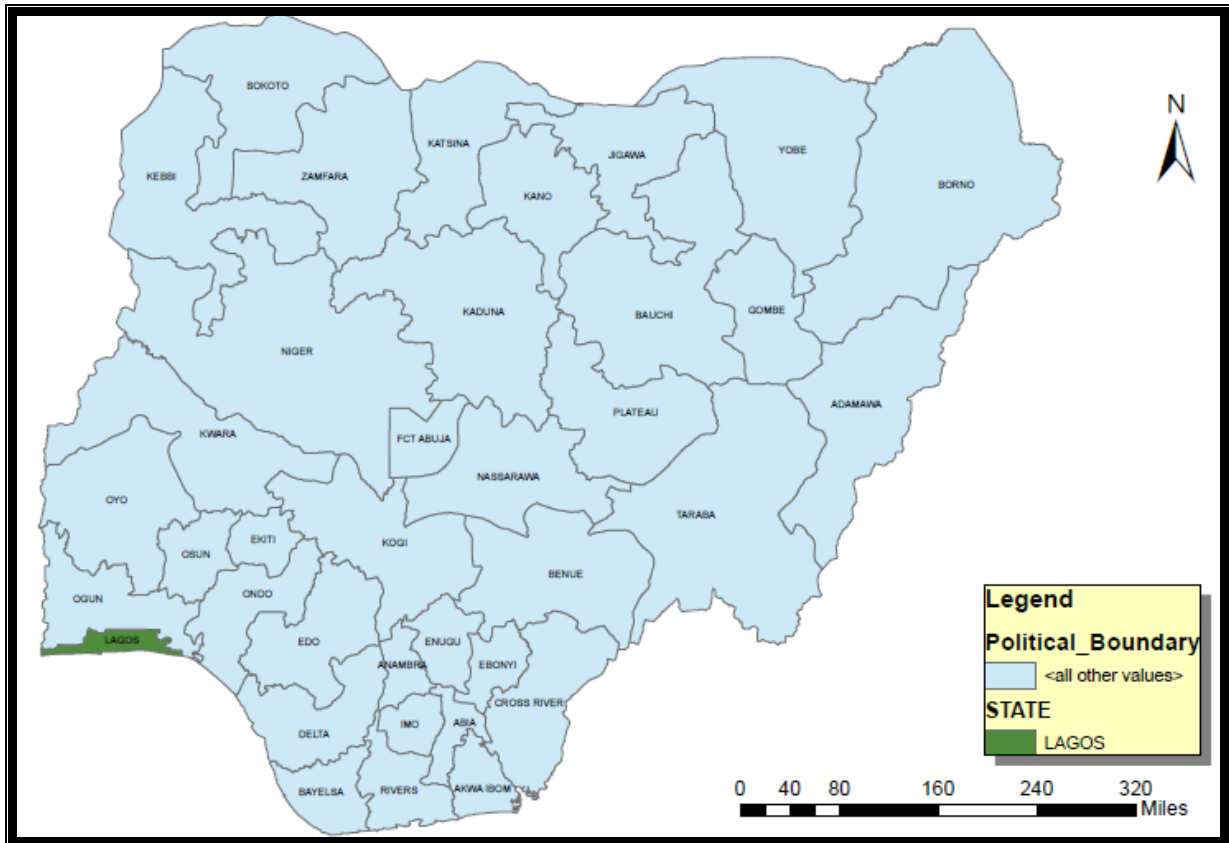 SOKOTO
N
KATSINA
JIGAWA
YOBE
KEBBI
ZAMFARA
BORNO
KANO
KADUNA
BAUCHI
GOMBE
NIGER
ADAMAWA
PLATEAU
KWARA
FCT ABUJA
NASSARAWA
OYO
TARABA
OSUN
EKITI
KOGI
BENUE
OGUN
ONDO
LAGOS
EDO
ENUGU
ANAMBRA
EBONYI
CROSS RIVER
DELTA
IMO
ABIA
BAYELSA
RIVERS
AKWA IBOM
Legend
Political_Boundary
<all other values>
STATE
LAGOS
0 40 80 160 240 320
Miles